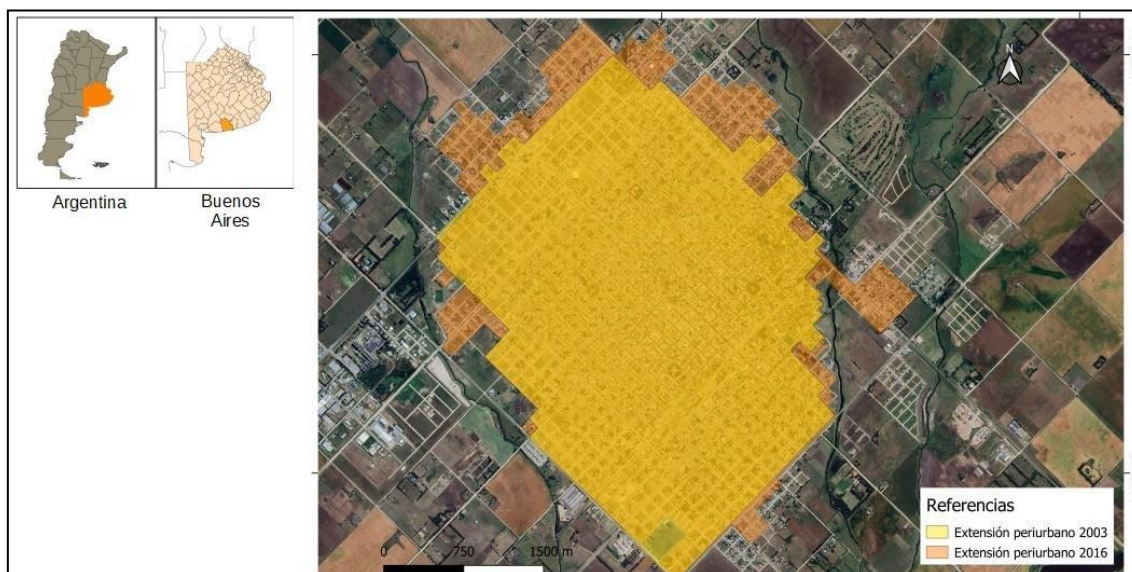 Argentina
Buenos
Aires
N
Referencias
Extensión periurbano 2003
Extensión periurbano 2016
0 750 1500 m